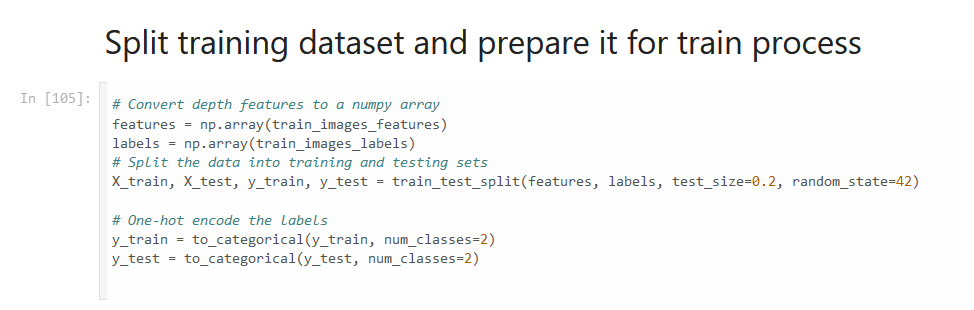 Split training dataset and prepare it for train process
In [105]:
# Convert depth features to a numpy array
features = np.array(train_images_features)
labels = np.array(train_images_labels)
# Split the data into training and testing sets
X_train, X_test, y_train, y_test = train_test_split(features, labels, test_size=0.2, random_state=42)
# One-hot encode the labels
y_train = to_categorical(y_train, num_classes=2)
y_test = to_categorical(y_test, num_classes=2)